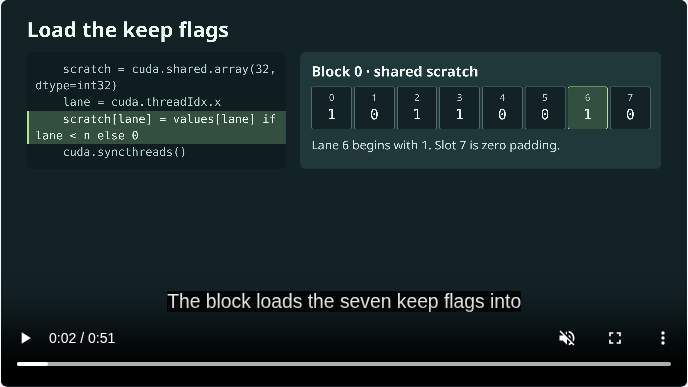 Load the keep flags
scratch = cuda.shared.array(32,
dtype=int32)
lane = cuda.threadIdx.x
scratch[lane] = values[lane] if
lane < n else 0
cuda.syncthreads()
Block 0 · shared scratch
0 1 2 3 4 5 6 7
1 0 1 1 0 0 1 0
Lane 6 begins with 1. Slot 7 is zero padding.
The block loads the seven keep flags into
0:02 / 0:51